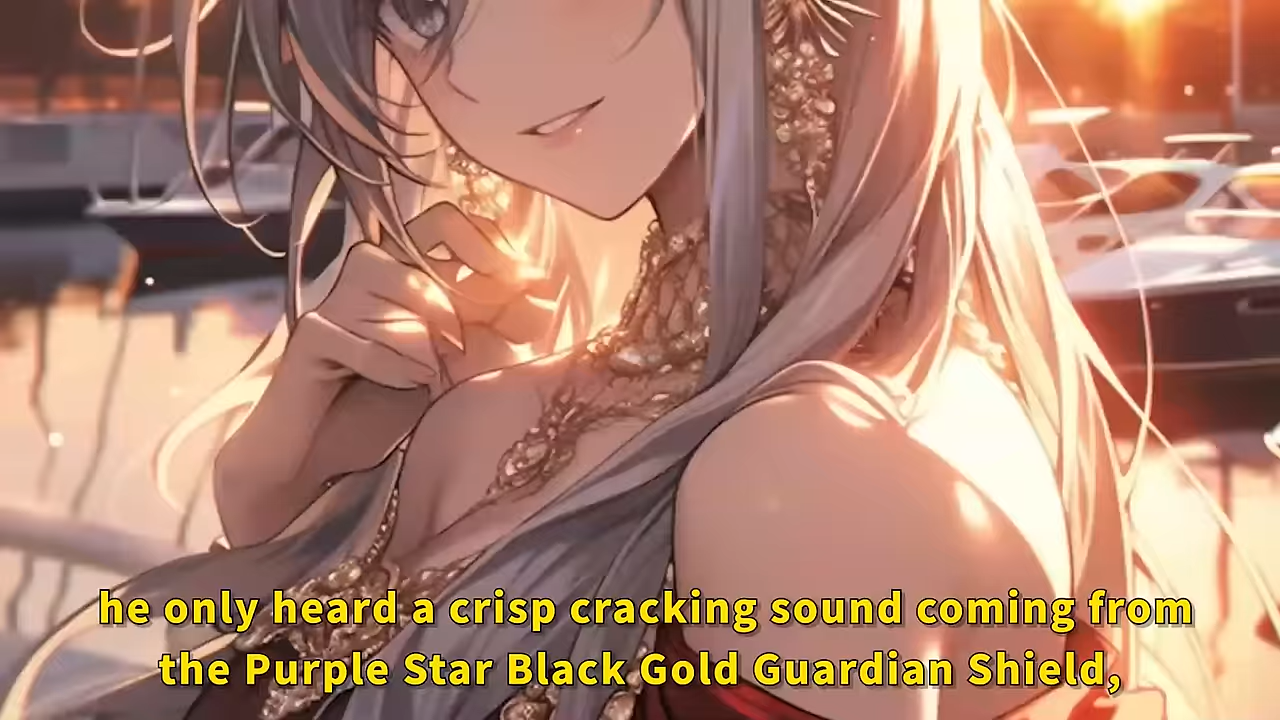 he only heard a crisp cracking sound coming from
the Purple Star Black Gold Guardian Shield,